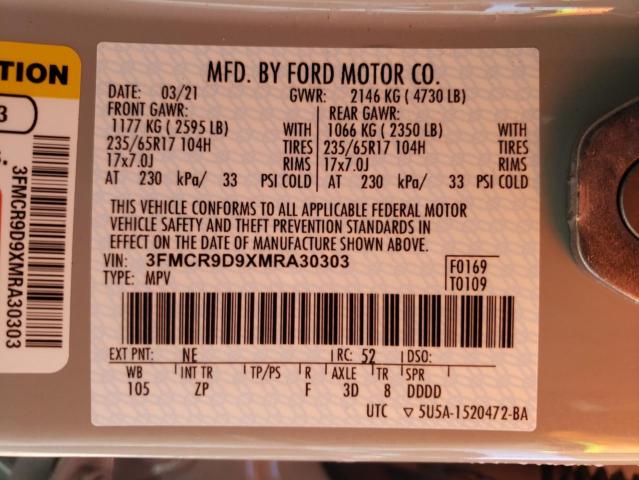 TION
3
S.
3FMCR9D9XMRA30303
MFD. BY FORD MOTOR CO.
DATE: 03/21 GVWR: 2146 KG ( 4730 LB)
FRONT GAWR: REAR GAWR:
1177 KG ( 2595 LB) WITH 1066 KG ( 2350 LB) WITH
235/65R17 104H TIRES 235/65R17 104H TIRES
17x7.0J RIMS 17x7.0J RIMS
AT 230 kPa/ 33 PSI COLD AT 230 kPa/ 33 PSI COLD
THIS VEHICLE CONFORMS TO ALL APPLICABLE FEDERAL MOTOR
VEHICLE SAFETY AND THEFT PREVENTION STANDARDS IN
EFFECT ON THE DATE OF MANUFACTURE SHOWN ABOVE.
VIN: 3FMCR9D9XMRA30303 F0169
TYPE: MPV T0109
EXT PNT: NE RC: 52 DSO:
WB INT TR TP/PS R AXLE TR SPR
105 ZP F 3D 8 DDDD
UTC ▽ 5U5A-1520472-BA